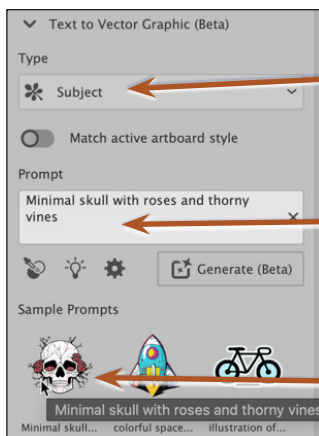 Text to Vector Graphic (Beta)
Type
Subject
Match active artboard style
Prompt
Minimal skull with roses and thorny
vines
Generate (Beta)
Sample Prompts
Minimal skull with roses and thorny vines
Minimal skull... colorful space... illustration of...